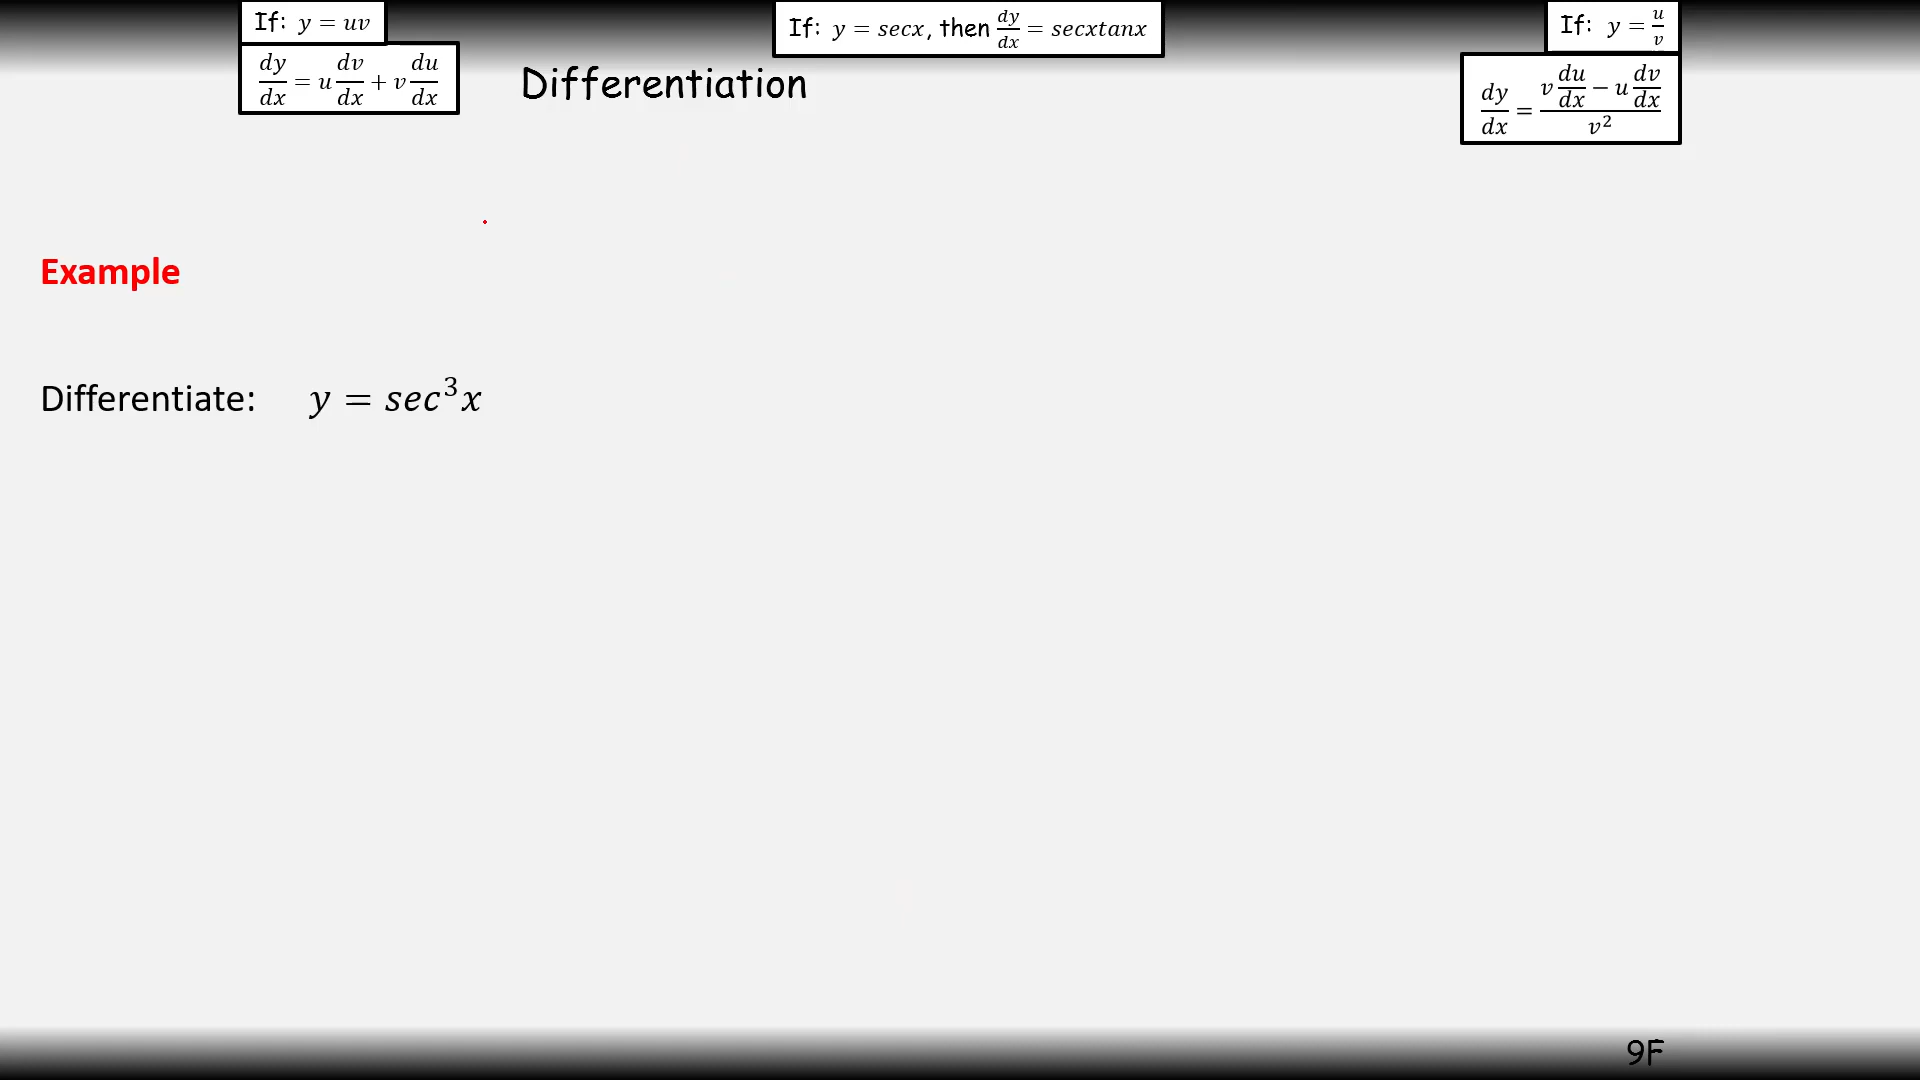 If: y = uv
dy/dx = u dv/dx + v du/dx
If: y = secx, then dy/dx = secxtanx
If: y = u/v
dy/dx = (v du/dx − u dv/dx)/v²
Differentiation
Example
Differentiate: y = sec³x
9F